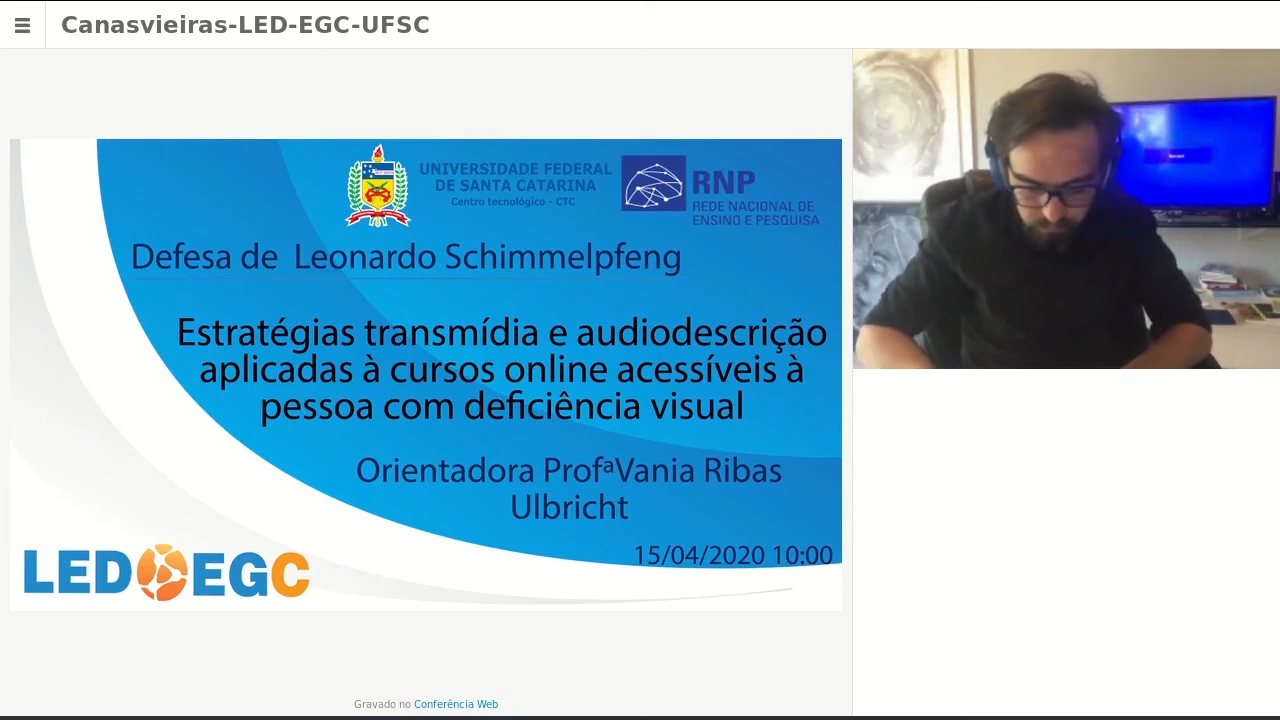 Canasvieiras-LED-EGC-UFSC
UNIVERSIDADE FEDERAL
DE SANTA CATARINA
Centro tecnológico - CTC
RNP
REDE NACIONAL DE
ENSINO E PESQUISA
Defesa de Leonardo Schimmelpfeng
Estratégias transmídia e audiodescrição
aplicadas à cursos online acessíveis à
pessoa com deficiência visual
Orientadora ProfªVania Ribas
Ulbricht
15/04/2020 10:00
LED EGC
Gravado no Conferência Web